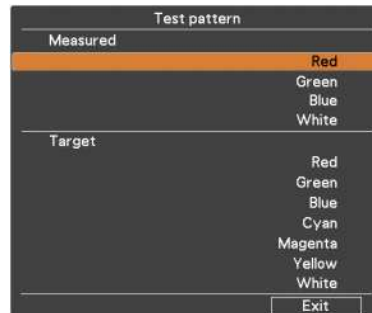 Test pattern
Measured
Red
Green
Blue
White
Target
Red
Green
Blue
Cyan
Magenta
Yellow
White
Exit